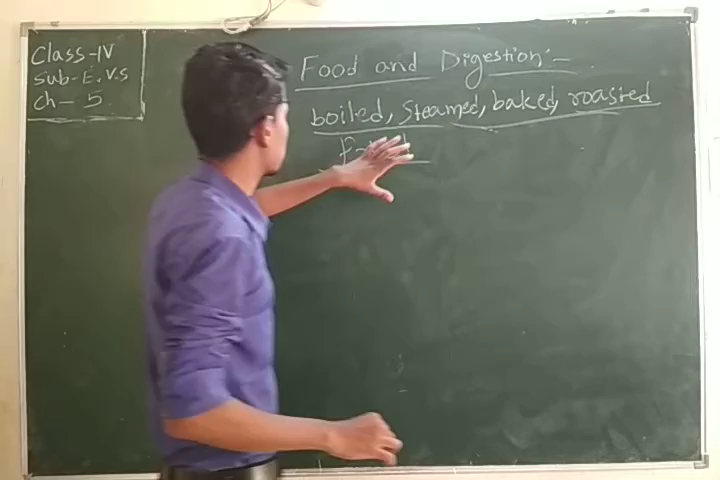 Class-IV
Sub- E.V.S
Ch- 5
Food and Digestion:-
boiled, Steamed, baked, roasted